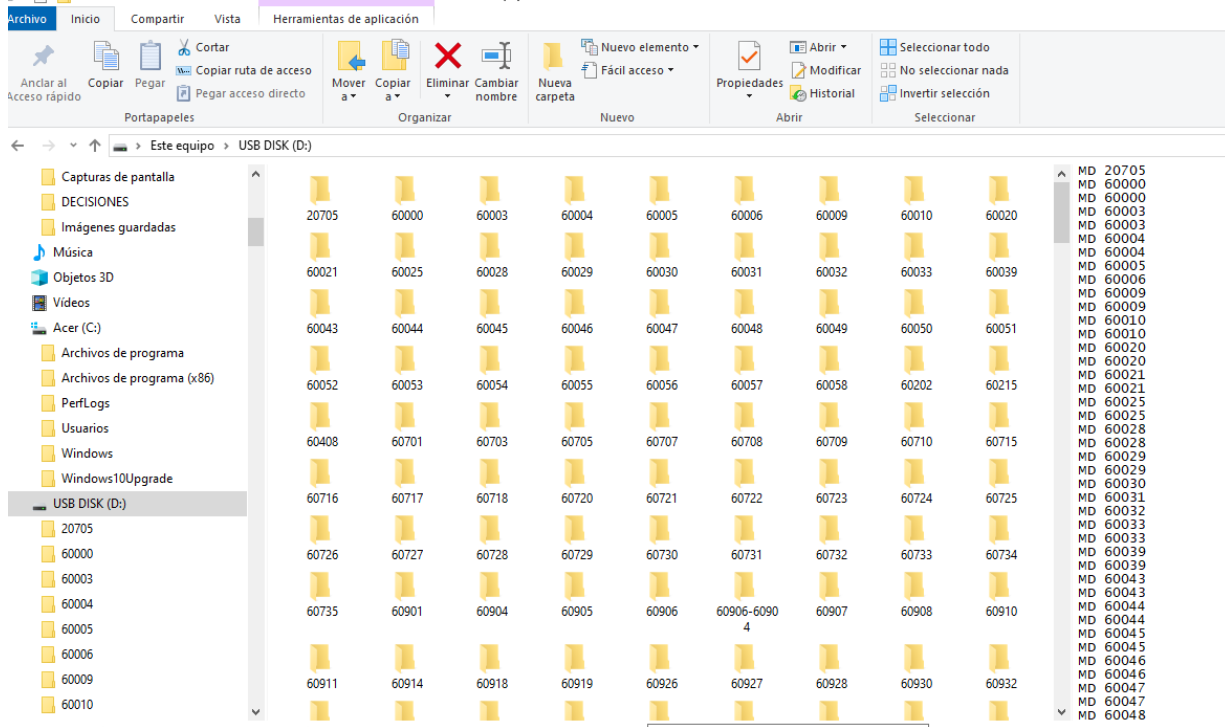 Archivo Inicio Compartir Vista Herramientas de aplicación
Anclar al Acceso rápido
Copiar
Pegar
Cortar
Copiar ruta de acceso
Pegar acceso directo
Portapapeles
Mover a
Copiar a
Eliminar
Cambiar nombre
Organizar
Nueva carpeta
Nuevo elemento
Fácil acceso
Nuevo
Propiedades
Abrir
Modificar
Historial
Abrir
Seleccionar todo
No seleccionar nada
Invertir selección
Seleccionar
Este equipo > USB DISK (D:)
Capturas de pantalla
DECISIONES
Imágenes guardadas
Música
Objetos 3D
Vídeos
Acer (C:)
Archivos de programa
Archivos de programa (x86)
PerfLogs
Usuarios
Windows
Windows10Upgrade
USB DISK (D:)
20705
60000
60003
60004
60005
60006
60009
60010
20705 60000 60003 60004 60005 60006 60009 60010 60020
60021 60025 60028 60029 60030 60031 60032 60033 60039
60043 60044 60045 60046 60047 60048 60049 60050 60051
60052 60053 60054 60055 60056 60057 60058 60202 60215
60408 60701 60703 60705 60707 60708 60709 60710 60715
60716 60717 60718 60720 60721 60722 60723 60724 60725
60726 60727 60728 60729 60730 60731 60732 60733 60734
60735 60901 60904 60905 60906 60906-6090 60907 60908 60910
4
60911 60914 60918 60919 60926 60927 60928 60930 60932
MD 20705
MD 60000
MD 60000
MD 60003
MD 60003
MD 60004
MD 60004
MD 60005
MD 60006
MD 60009
MD 60009
MD 60010
MD 60010
MD 60020
MD 60020
MD 60021
MD 60021
MD 60025
MD 60025
MD 60028
MD 60028
MD 60029
MD 60029
MD 60030
MD 60031
MD 60032
MD 60033
MD 60033
MD 60039
MD 60039
MD 60043
MD 60043
MD 60044
MD 60044
MD 60045
MD 60045
MD 60046
MD 60046
MD 60047
MD 60047
MD 60048